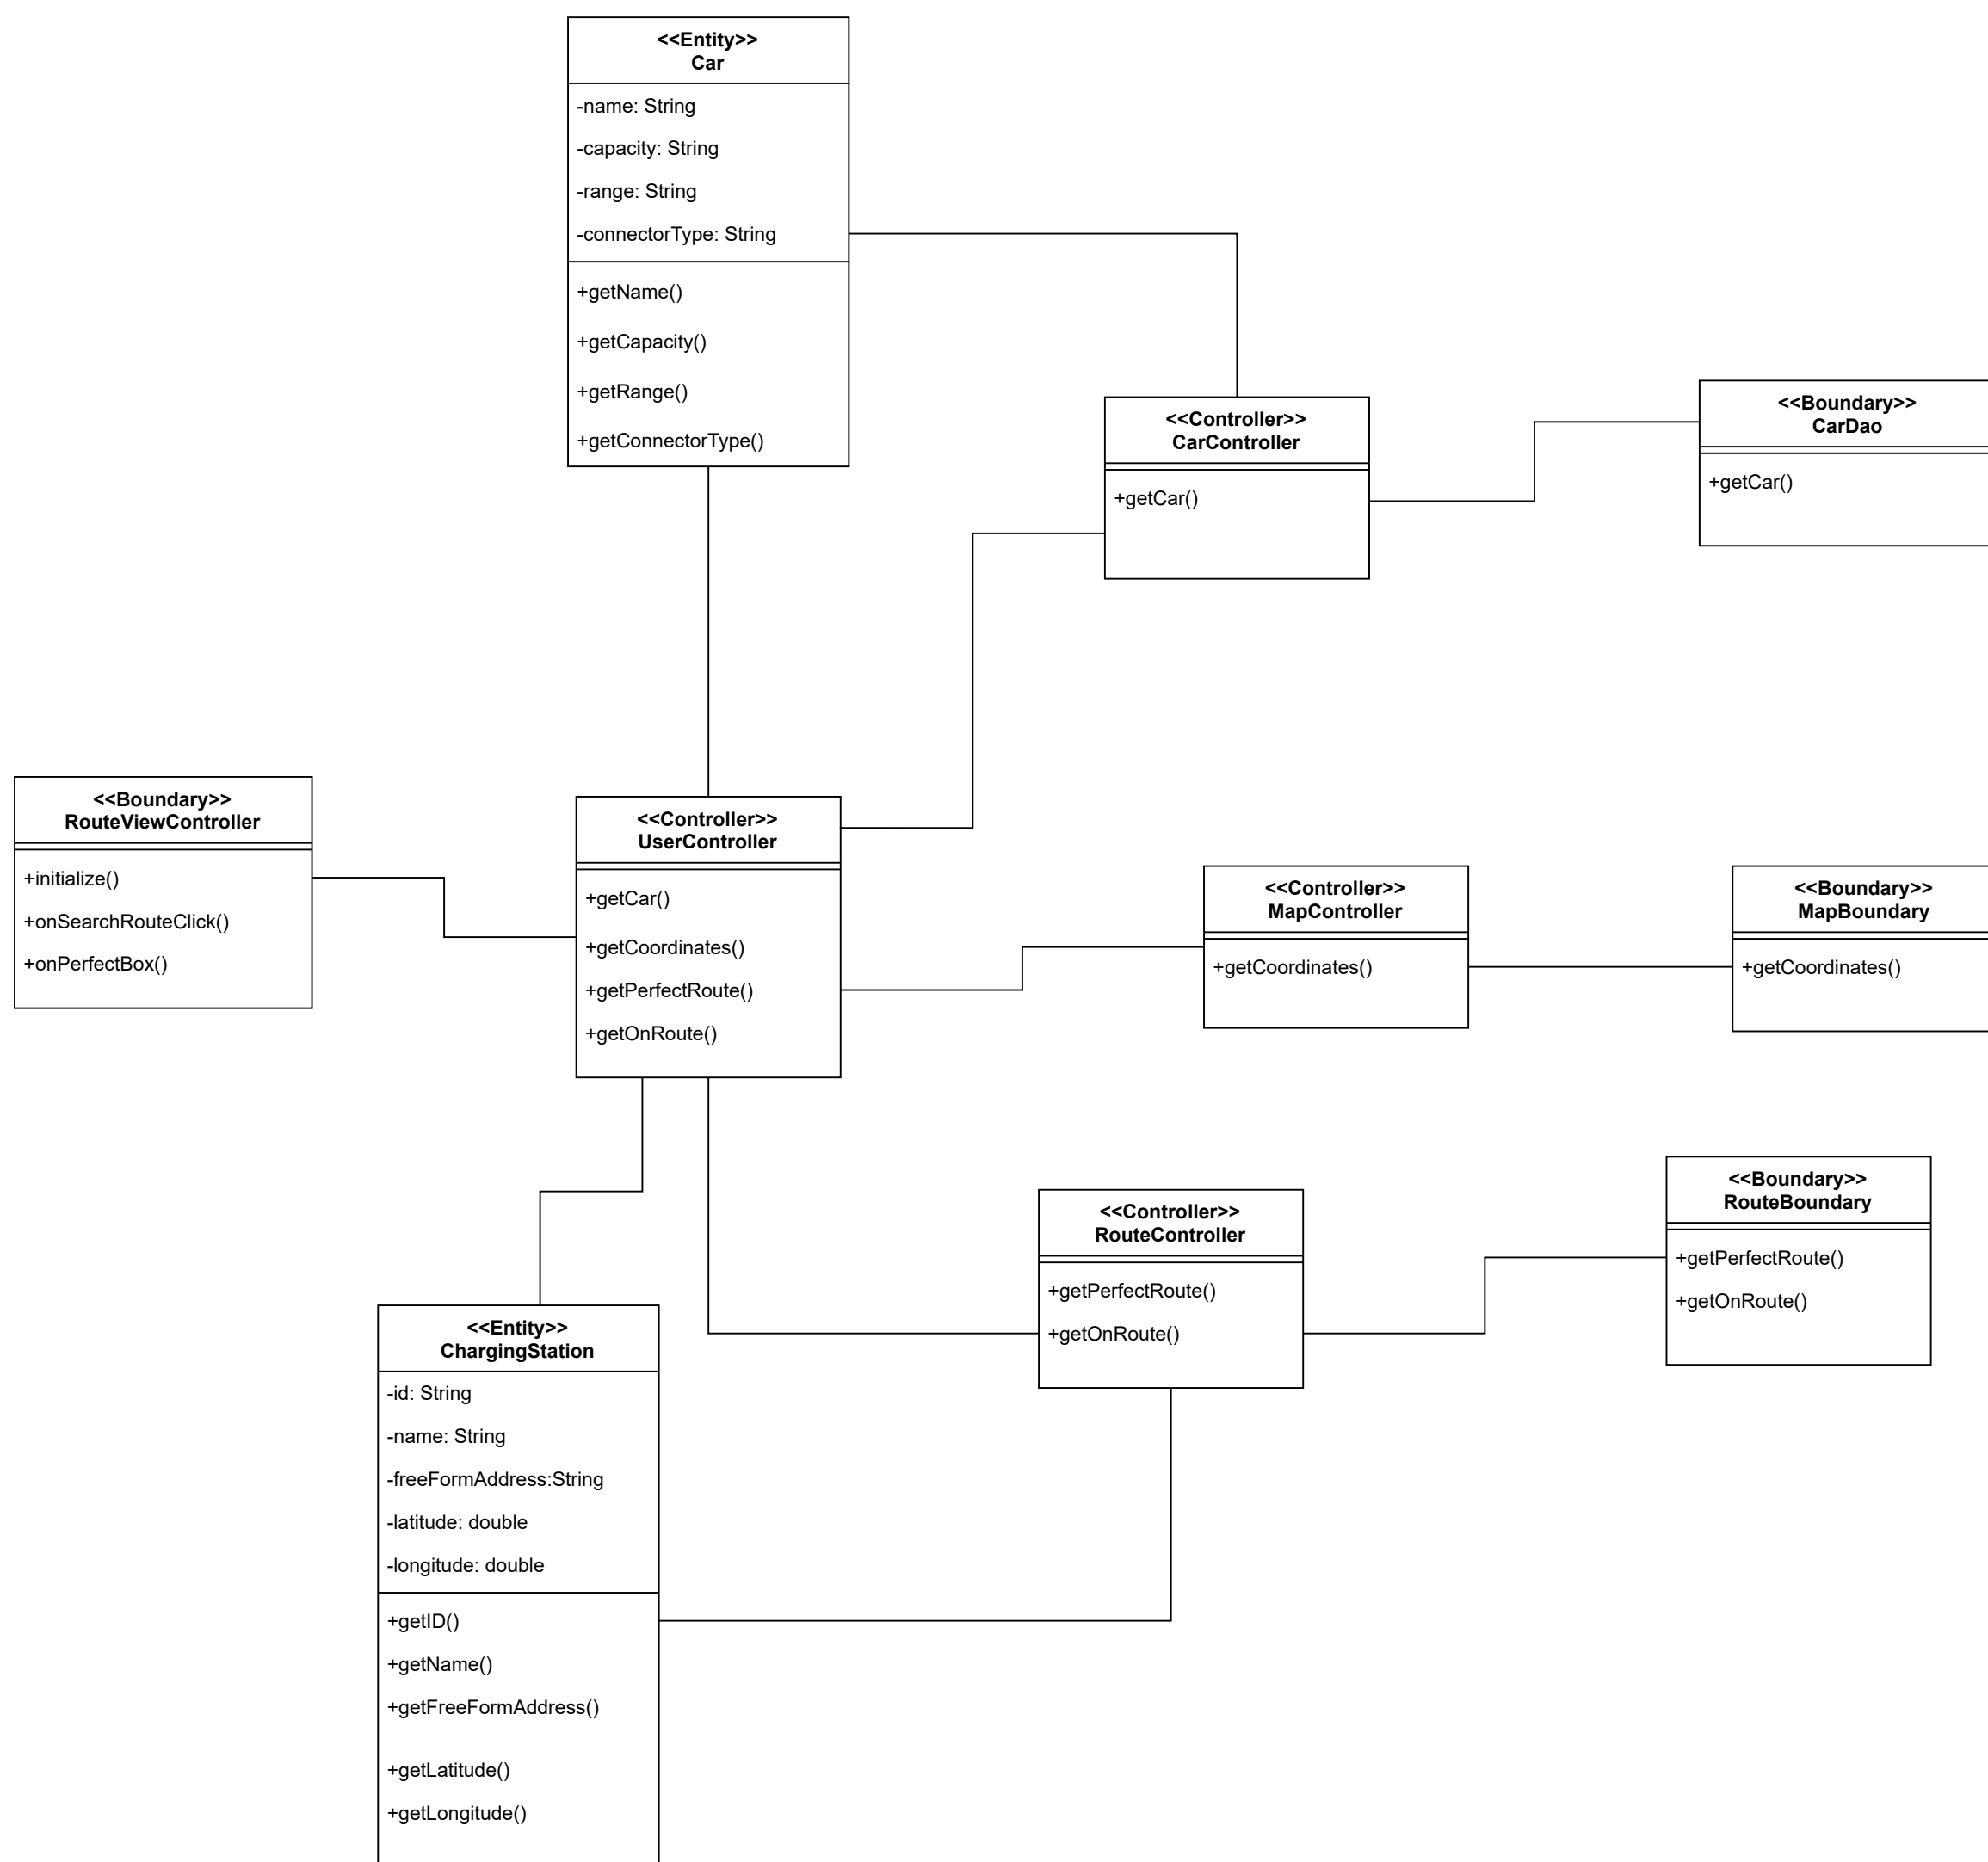 <<Entity>>
Car
-name: String
-capacity: String
-range: String
-connectorType: String
+getName()
+getCapacity()
+getRange()
+getConnectorType()
<<Controller>>
CarController
+getCar()
<<Boundary>>
CarDao
+getCar()
<<Boundary>>
RouteViewController
+initialize()
+onSearchRouteClick()
+onPerfectBox()
<<Controller>>
UserController
+getCar()
+getCoordinates()
+getPerfectRoute()
+getOnRoute()
<<Controller>>
MapController
+getCoordinates()
<<Boundary>>
MapBoundary
+getCoordinates()
<<Controller>>
RouteController
+getPerfectRoute()
+getOnRoute()
<<Boundary>>
RouteBoundary
+getPerfectRoute()
+getOnRoute()
<<Entity>>
ChargingStation
-id: String
-name: String
-freeFormAddress:String
-latitude: double
-longitude: double
+getID()
+getName()
+getFreeFormAddress()
+getLatitude()
+getLongitude()